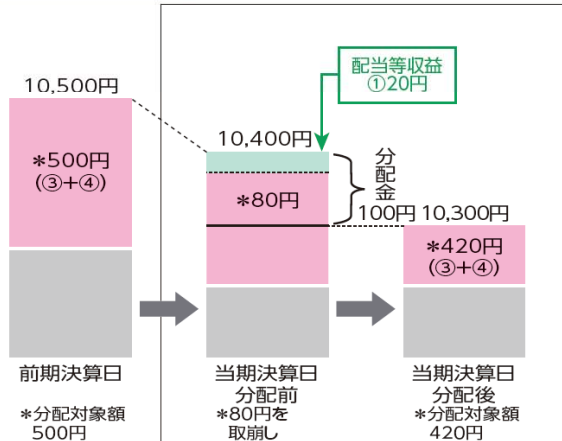 配当等収益
①20円
10,500円
10,400円
*500円
(③+④)
*80円
分配金
100円
10,300円
*420円
(③+④)
前期決算日
当期決算日
分配前
当期決算日
分配後
*分配対象額
500円
*80円を
取崩し
*分配対象額
420円